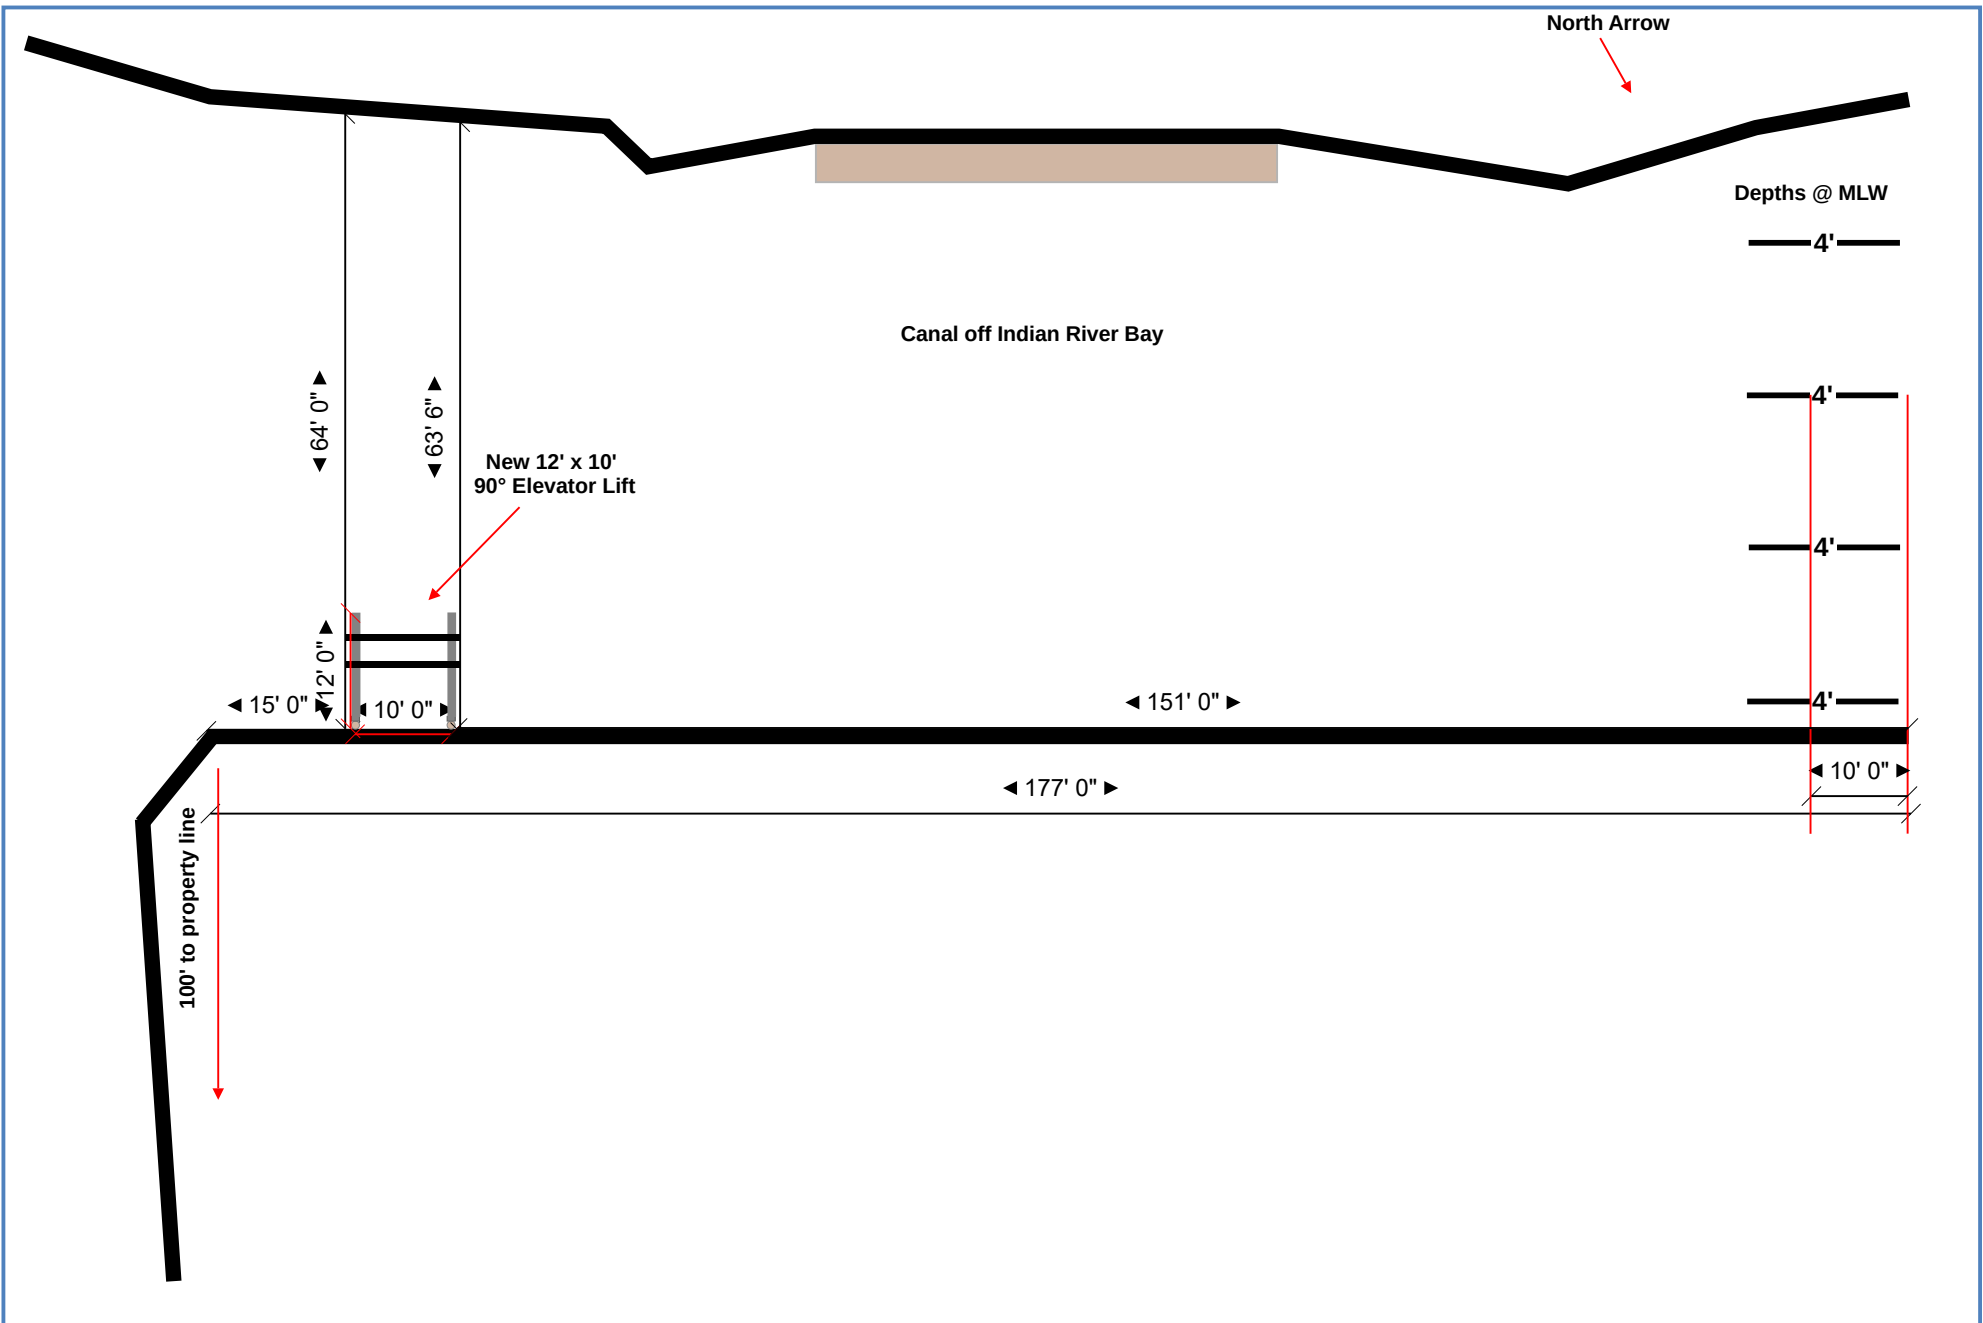 North Arrow
Depths @ MLW
4'
Canal off Indian River Bay
4'
64' 0"
63' 6"
New 12' x 10'
90° Elevator Lift
4'
12' 0"
15' 0"
10' 0"
151' 0"
4'
177' 0"
10' 0"
100' to property line